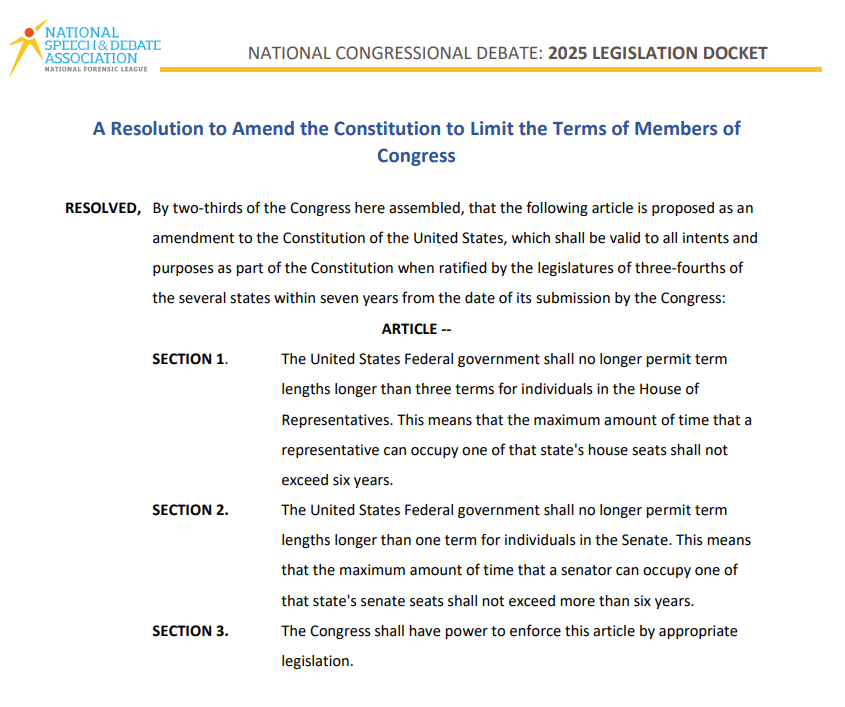 NATIONAL
SPEECH & DEBATE
ASSOCIATION
NATIONAL FORENSIC LEAGUE
NATIONAL CONGRESSIONAL DEBATE: 2025 LEGISLATION DOCKET
A Resolution to Amend the Constitution to Limit the Terms of Members of
Congress
RESOLVED, By two-thirds of the Congress here assembled, that the following article is proposed as an
amendment to the Constitution of the United States, which shall be valid to all intents and
purposes as part of the Constitution when ratified by the legislatures of three-fourths of
the several states within seven years from the date of its submission by the Congress:
ARTICLE --
SECTION 1. The United States Federal government shall no longer permit term
lengths longer than three terms for individuals in the House of
Representatives. This means that the maximum amount of time that a
representative can occupy one of that state's house seats shall not
exceed six years.
SECTION 2. The United States Federal government shall no longer permit term
lengths longer than one term for individuals in the Senate. This means
that the maximum amount of time that a senator can occupy one of
that state's senate seats shall not exceed more than six years.
SECTION 3. The Congress shall have power to enforce this article by appropriate
legislation.